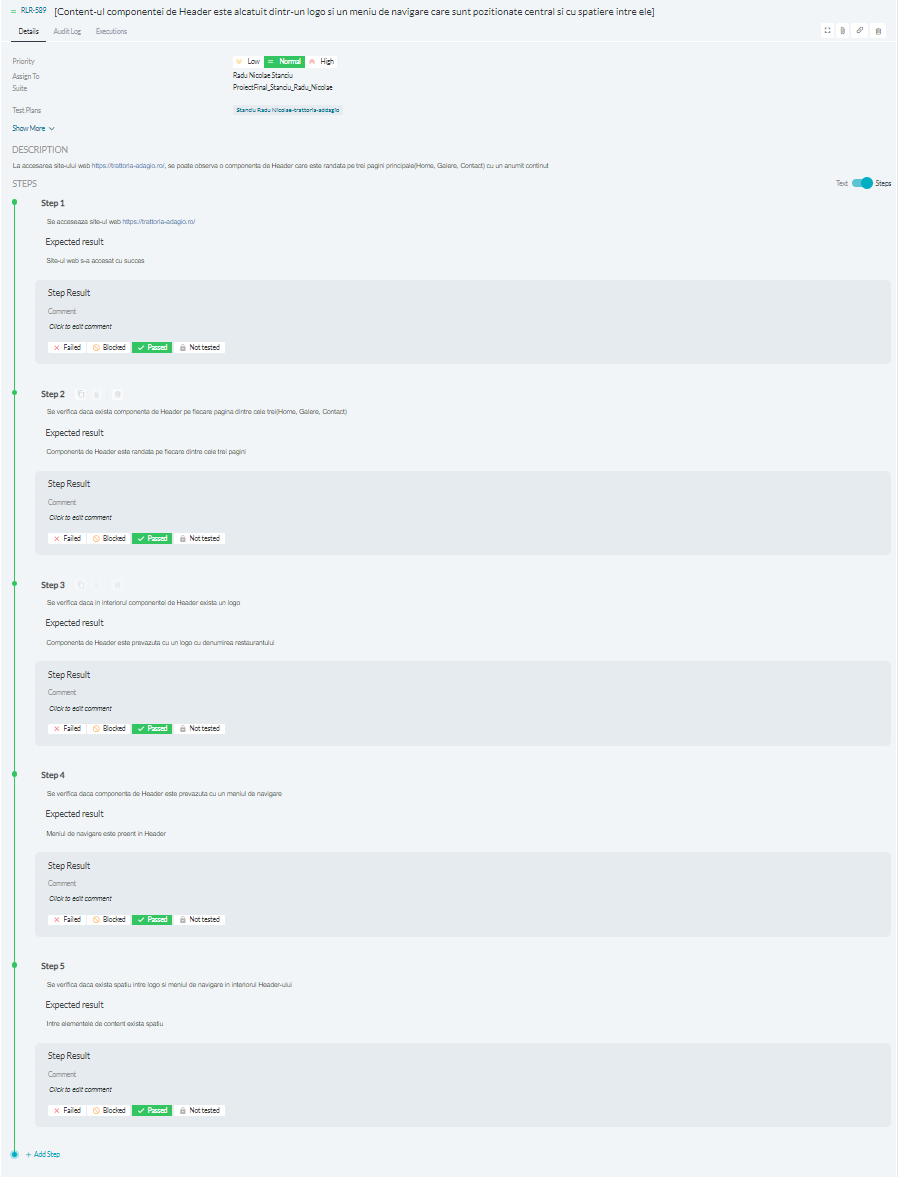 RLR-589 [Content-ul componentei de Header este alcatuit dintr-un logo si un meniu de navigare care sunt pozitionate central si cu spatiere intre ele]
Details Audit Log Executions
Priority Low Normal High
Assign To Radu Nicolae Stanciu
Suite ProiectFinal_Stanciu_Radu_Nicolae
Test Plans Stanciu Radu Nicolae-trattoria-addagio
Show More
DESCRIPTION
La accesarea site-ului web https://trattoria-adagio.ro/, se poate observa o componenta de Header care este randata pe trei pagini principale(Home, Galere, Contact) cu un anumit continut
STEPS Text Steps
Step 1
Se acceseaza site-ul web https://trattoria-adagio.ro/
Expected result
Site-ul web s-a accesat cu succes
Step Result
Comment
Click to edit comment
Failed Blocked Passed Not tested
Step 2
Se verifica daca exista componenta de Header pe fiecare pagina dintre cele trei(Home, Galere, Contact)
Expected result
Componenta de Header este randata pe fiecare dintre cele trei pagini
Step Result
Comment
Click to edit comment
Failed Blocked Passed Not tested
Step 3
Se verifica daca in interiorul componentei de Header exista un logo
Expected result
Componenta de Header este prevazuta cu un logo cu denumirea restaurantului
Step Result
Comment
Click to edit comment
Failed Blocked Passed Not tested
Step 4
Se verifica daca componenta de Header este prevazuta cu un meniul de navigare
Expected result
Meniul de navigare este preent in Header
Step Result
Comment
Click to edit comment
Failed Blocked Passed Not tested
Step 5
Se verifica daca exista spatiu intre logo si meniul de navigare in interiorul Header-ului
Expected result
Intre elementele de content exista spatiu
Step Result
Comment
Click to edit comment
Failed Blocked Passed Not tested
+ Add Step